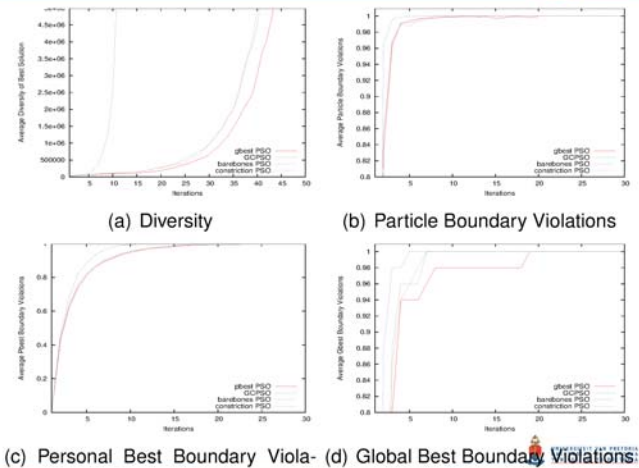 4.5e+06
4e+06
3.5e+06
3e+06
2.5e+06
2e+06
1.5e+06
1e+06
500000
Average Diversity of Best Solution
gbest PSO
GCPSO
barebones PSO
constriction PSO
5 10 15 20 25 30 35 40 45 50
Iterations
(a) Diversity
1
0.98
0.96
0.94
0.92
0.9
0.88
0.86
0.84
0.82
0.8
Average Particle Boundary Violations
gbest PSO
GCPSO
barebones PSO
constriction PSO
5 10 15 20 25 30
Iterations
(b) Particle Boundary Violations
1
0.8
0.6
0.4
0.2
0
Average Pbest Boundary Violations
gbest PSO
GCPSO
barebones PSO
constriction PSO
5 10 15 20 25 30
Iterations
(c) Personal Best Boundary Viola-
1
0.98
0.96
0.94
0.92
0.9
0.88
0.86
0.84
0.82
0.8
Average Gbest Boundary Violations
gbest PSO
GCPSO
barebones PSO
constriction PSO
5 10 15 20 25 30
Iterations
(d) Global Best Boundary Violations